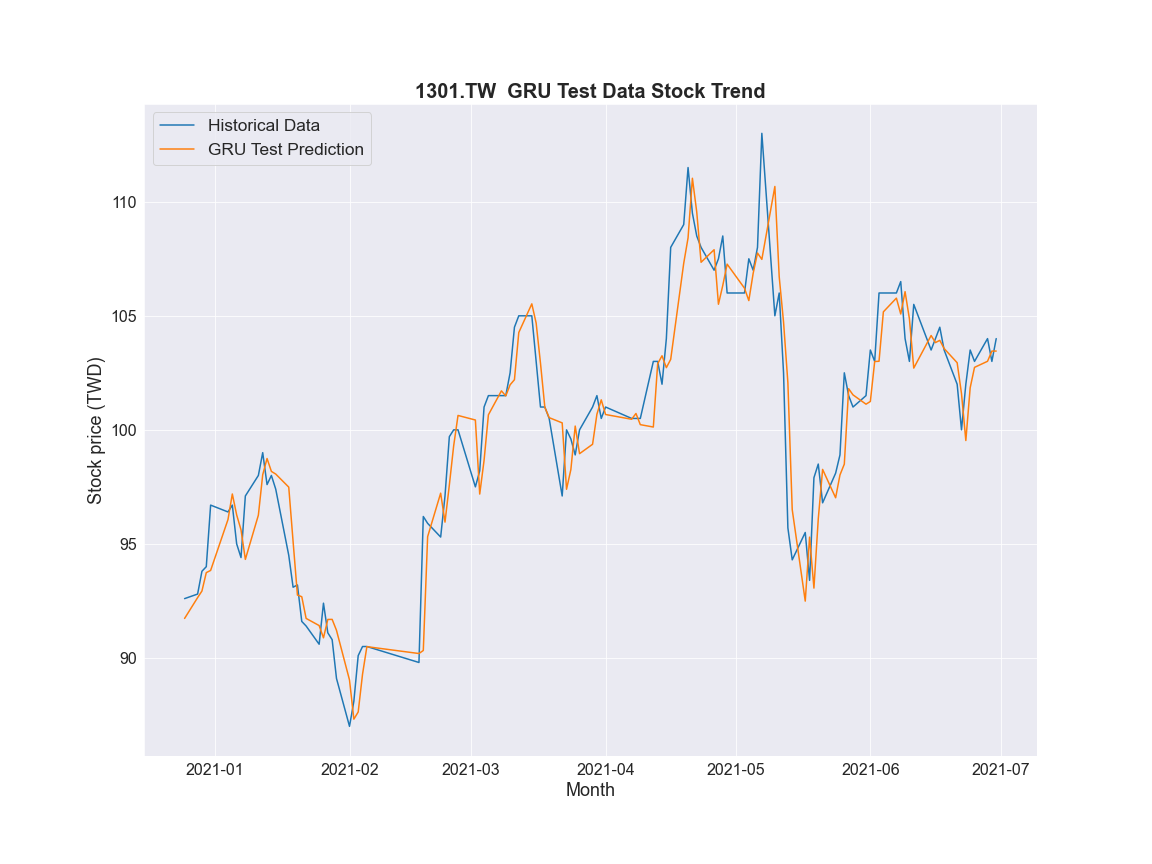 1301.TW  GRU Test Data Stock Trend
Historical Data
GRU Test Prediction
Stock price (TWD)
110
105
100
95
90
2021-01 2021-02 2021-03 2021-04 2021-05 2021-06 2021-07
Month